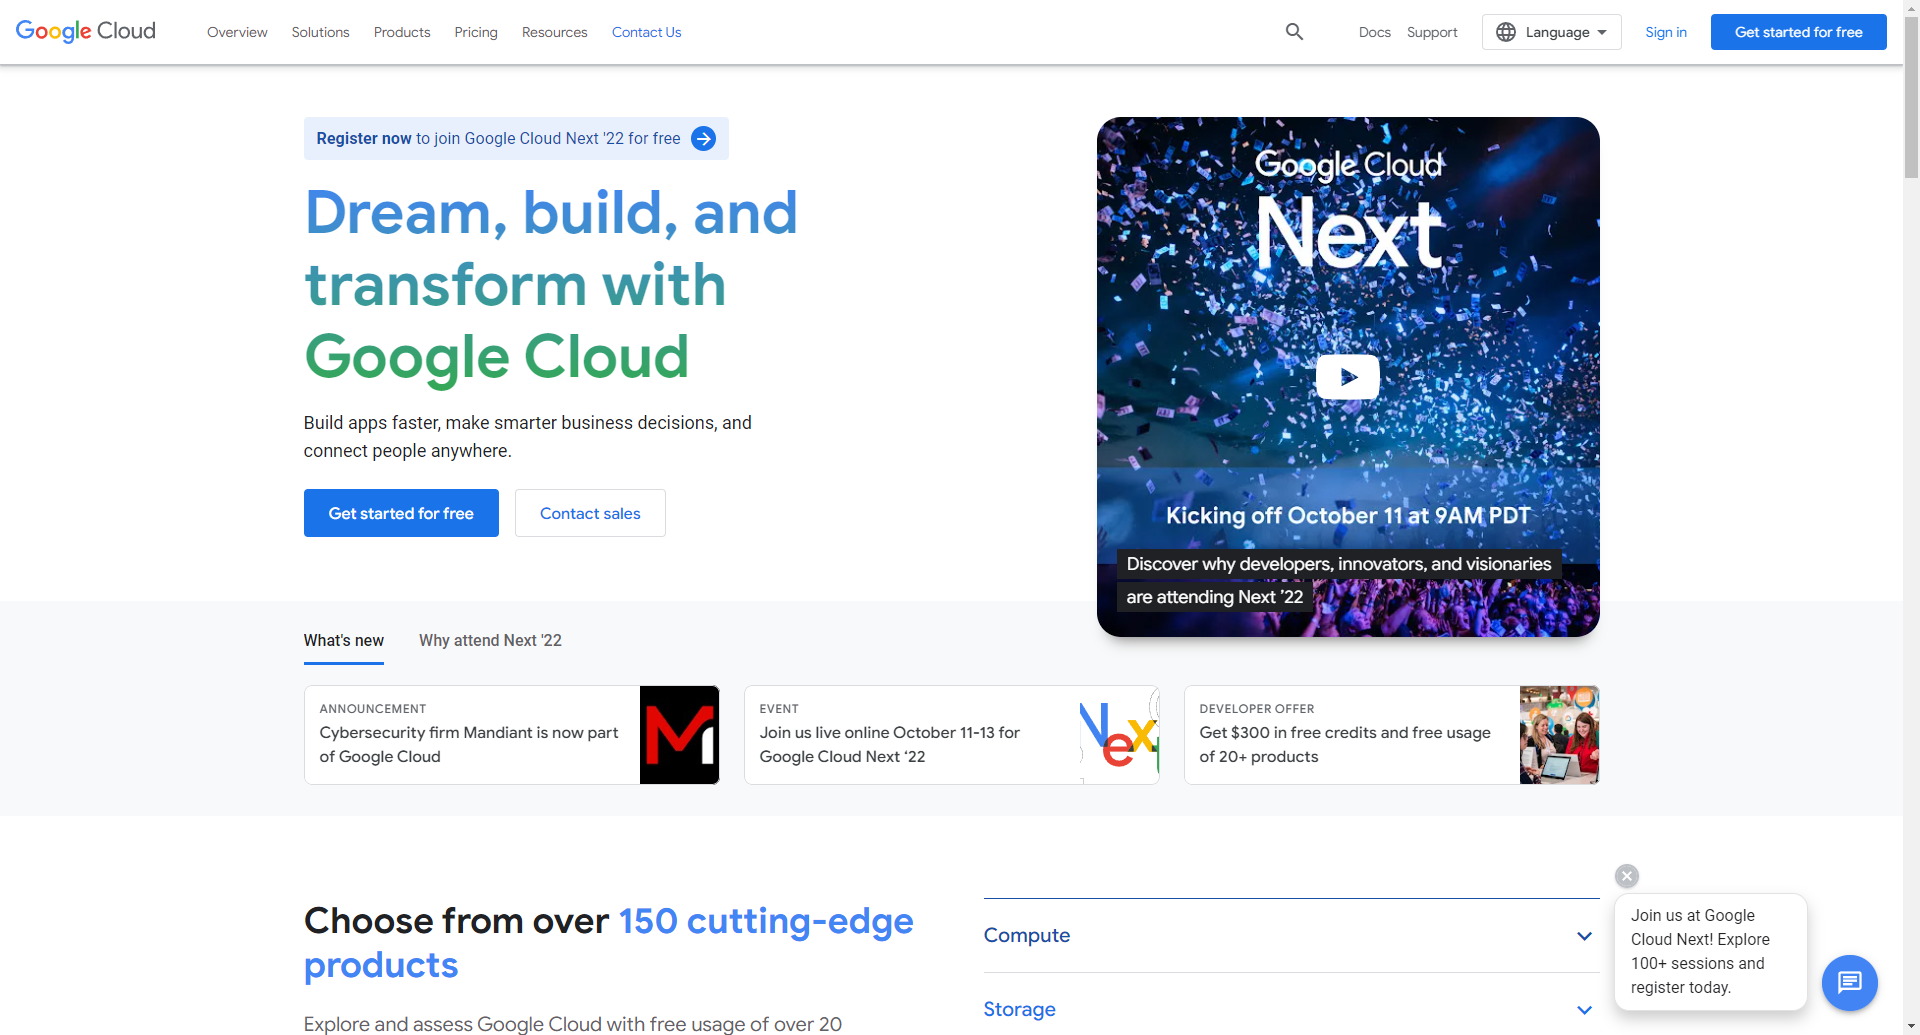 Google Cloud
Overview
Solutions
Products
Pricing
Resources
Contact Us
Docs
Support
Language
Sign in
Get started for free
Register now to join Google Cloud Next '22 for free
Dream, build, and
transform with
Google Cloud
Build apps faster, make smarter business decisions, and
connect people anywhere.
Get started for free
Contact sales
Google Cloud
Next
Kicking off October 11 at 9AM PDT
Discover why developers, innovators, and visionaries
are attending Next ’22
What's new
Why attend Next '22
ANNOUNCEMENT
Cybersecurity firm Mandiant is now part
of Google Cloud
EVENT
Join us live online October 11-13 for
Google Cloud Next ‘22
Next
DEVELOPER OFFER
Get $300 in free credits and free usage
of 20+ products
Choose from over 150 cutting-edge
products
Explore and assess Google Cloud with free usage of over 20
Compute
Storage
Join us at Google
Cloud Next! Explore
100+ sessions and
register today.